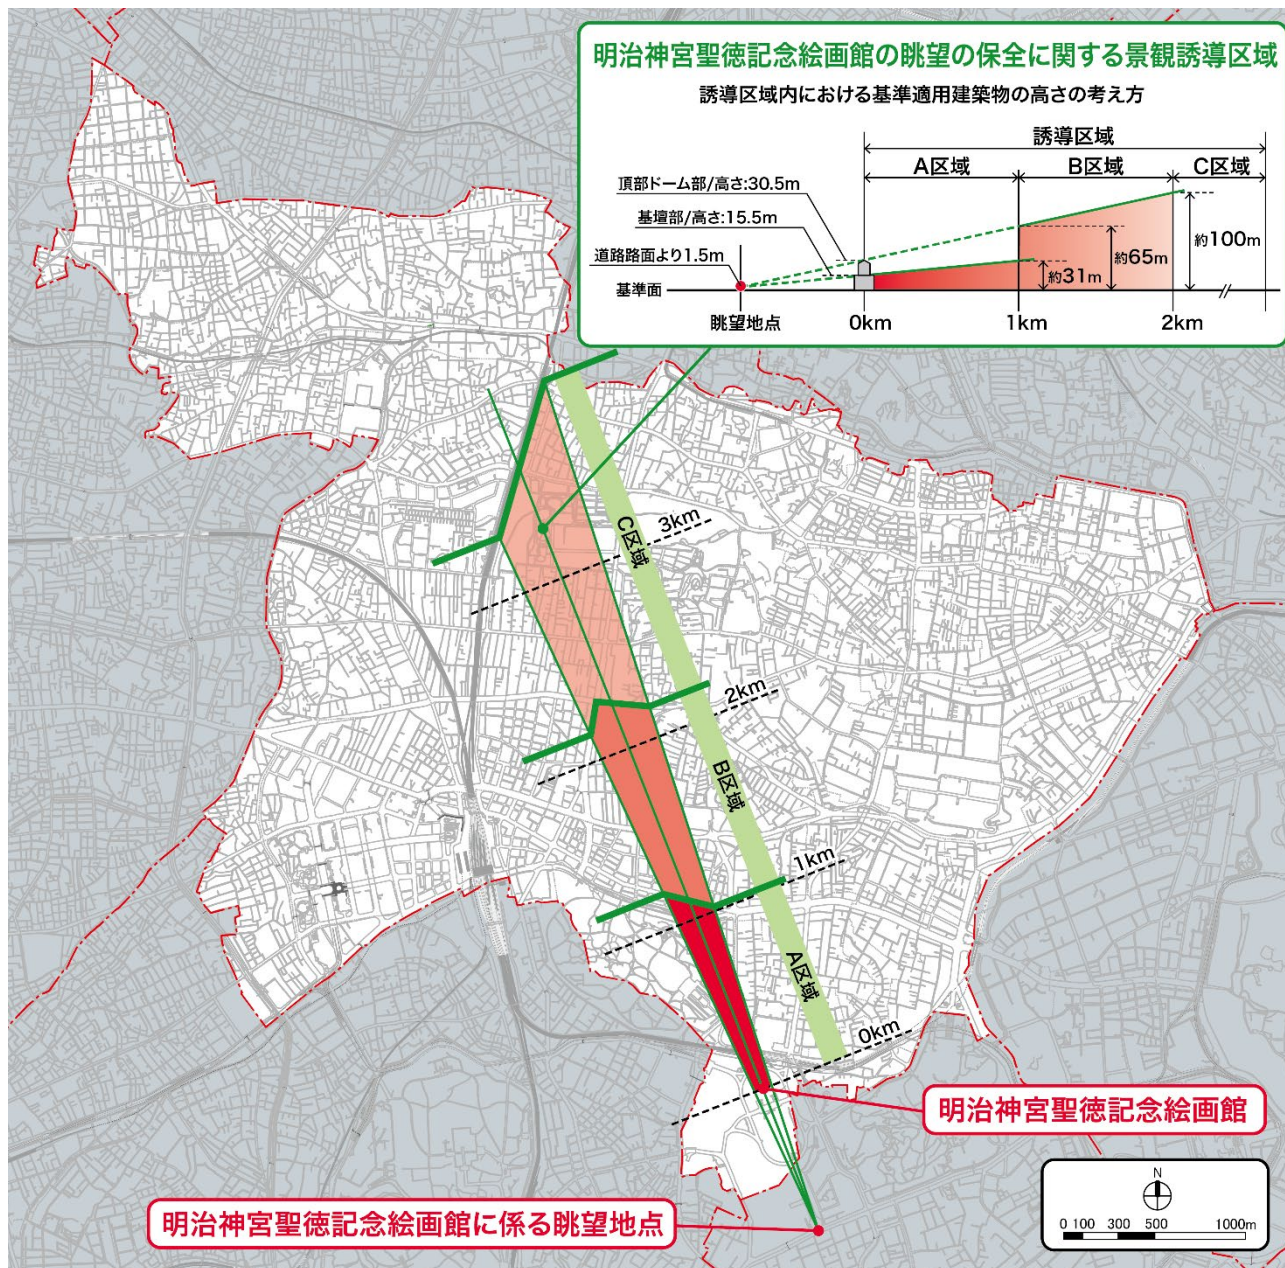 明治神宮聖徳記念絵画館の眺望の保全に関する景観誘導区域
誘導区域内における基準適用建築物の高さの考え方
誘導区域
A区域
B区域
C区域
頂部ドーム部/高さ:30.5m
基壇部/高さ:15.5m
道路路面より1.5m
基準面
約31m
約65m
約100m
眺望地点
0km
1km
2km
3km
C区域
2km
B区域
1km
A区域
0km
明治神宮聖徳記念絵画館
明治神宮聖徳記念絵画館に係る眺望地点
N
0 100 300 500 1000m